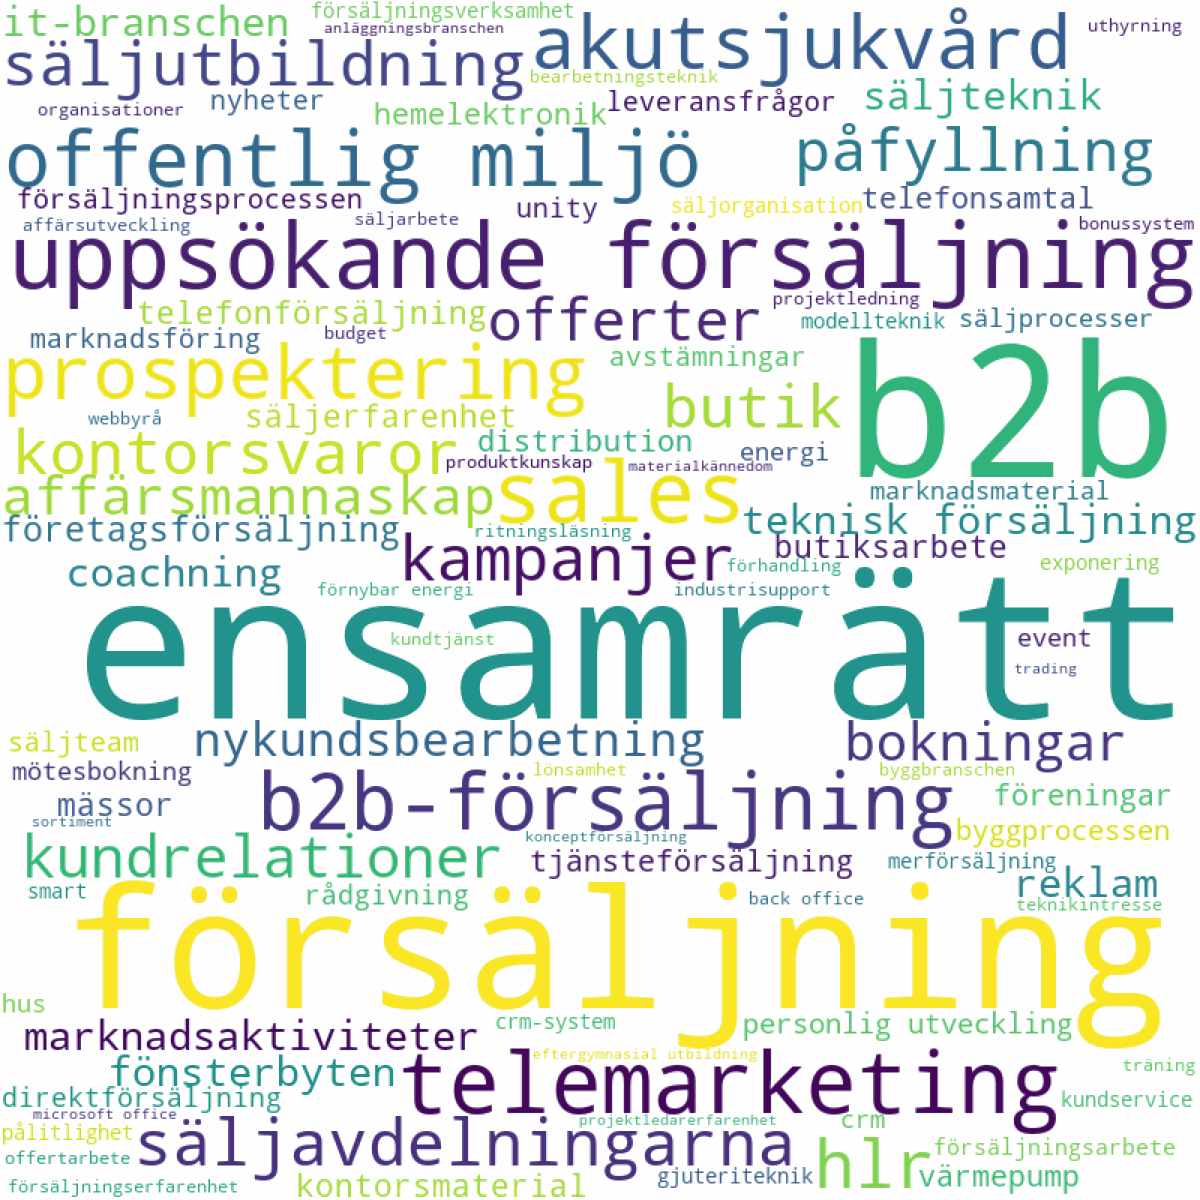 it-branschen
försäljningsverksamhet
anläggningsbranschen
akutsjukvård
uthyrning
säljutbildning
bearbetningsteknik
organisationer
nyheter
hemelektronik
leveransfrågor
säljteknik
offentlig miljö
påfyllning
försäljningsprocessen
unity
säljorganisation
telefonsamtal
affärsutveckling
säljarbete
bonussystem
uppsökande försäljning
telefonförsäljning
offerter
projektledning
modellteknik
säljprocesser
marknadsföring
budget
prospektering
avstämningar
b2b
butik
webbyrå
säljerfarenhet
kontorsvaror
distribution
energi
produktkunskap
materialkännedom
affärsmannaskap
sales
marknadsmaterial
företagsförsäljning
ritningsläsning
teknisk försäljning
kampanjer
butiksarbete
coachning
förhandling
exponering
förnybar energi
industrisupport
ensamrätt
kundtjänst
event
trading
säljteam
nykundsbearbetning
bokningar
mötesbokning
lönsamhet
byggbranschen
b2b-försäljning
mässor
föreningar
sortiment
konceptförsäljning
byggprocessen
kundrelationer
tjänsteförsäljning
merförsäljning
smart
rådgivning
back office
reklam
teknikintresse
försäljning
hus
marknadsaktiviteter
crm-system
personlig utveckling
fönsterbyten
eftergymnasial utbildning
telemarketing
träning
direktförsäljning
kundservice
microsoft office
projektledarerfarenhet
crm
pålitlighet
säljavdelningarna
försäljningsarbete
offertarbete
hlr
gjuteriteknik
värmepump
försäljningserfarenhet
kontorsmaterial